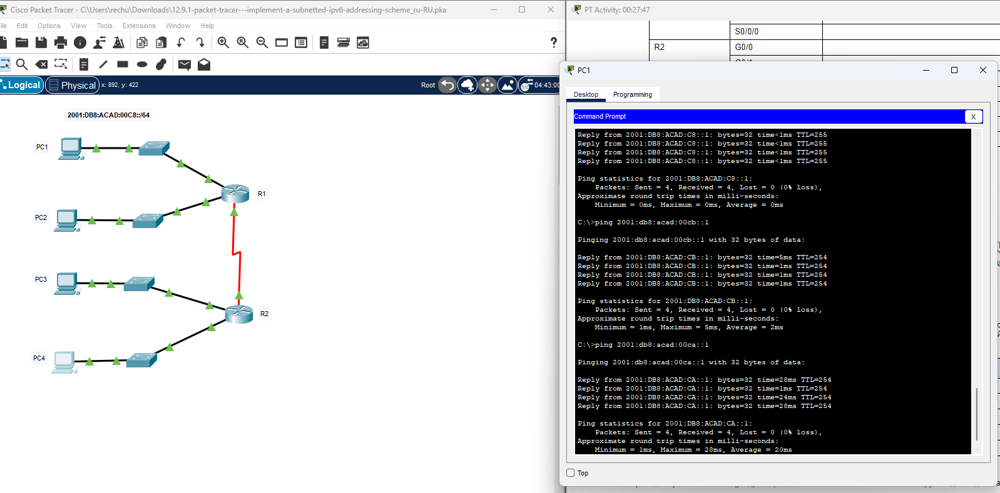 Cisco Packet Tracer - C:\Users\rechu\Downloads\12.9.1-packet-tracer---implement-a-subnetted-ipv6-addressing-scheme_ru-RU.pka
ile Edit Options View Tools Extensions Window Help
?
Logical Physical x: 892, y: 422 Root 04:43:00
2001:DB8:ACAD:00C8::/64
PC1
R1
PC2
PC3
R2
PC4
PT Activity: 00:27:47
S0/0/0
R2 G0/0
PC1
Desktop Programming
Command Prompt X
Reply from 2001:DB8:ACAD:C8::1: bytes=32 time<1ms TTL=255
Reply from 2001:DB8:ACAD:C8::1: bytes=32 time<1ms TTL=255
Reply from 2001:DB8:ACAD:C8::1: bytes=32 time<1ms TTL=255
Reply from 2001:DB8:ACAD:C8::1: bytes=32 time<1ms TTL=255
Ping statistics for 2001:DB8:ACAD:C8::1:
Packets: Sent = 4, Received = 4, Lost = 0 (0% loss),
Approximate round trip times in milli-seconds:
Minimum = 0ms, Maximum = 0ms, Average = 0ms
C:\>ping 2001:db8:acad:00cb::1
Pinging 2001:db8:acad:00cb::1 with 32 bytes of data:
Reply from 2001:DB8:ACAD:CB::1: bytes=32 time=5ms TTL=254
Reply from 2001:DB8:ACAD:CB::1: bytes=32 time=1ms TTL=254
Reply from 2001:DB8:ACAD:CB::1: bytes=32 time=1ms TTL=254
Reply from 2001:DB8:ACAD:CB::1: bytes=32 time=1ms TTL=254
Ping statistics for 2001:DB8:ACAD:CB::1:
Packets: Sent = 4, Received = 4, Lost = 0 (0% loss),
Approximate round trip times in milli-seconds:
Minimum = 1ms, Maximum = 5ms, Average = 2ms
C:\>ping 2001:db8:acad:00ca::1
Pinging 2001:db8:acad:00ca::1 with 32 bytes of data:
Reply from 2001:DB8:ACAD:CA::1: bytes=32 time=28ms TTL=254
Reply from 2001:DB8:ACAD:CA::1: bytes=32 time=1ms TTL=254
Reply from 2001:DB8:ACAD:CA::1: bytes=32 time=24ms TTL=254
Reply from 2001:DB8:ACAD:CA::1: bytes=32 time=28ms TTL=254
Ping statistics for 2001:DB8:ACAD:CA::1:
Packets: Sent = 4, Received = 4, Lost = 0 (0% loss),
Approximate round trip times in milli-seconds:
Minimum = 1ms, Maximum = 28ms, Average = 20ms
Top